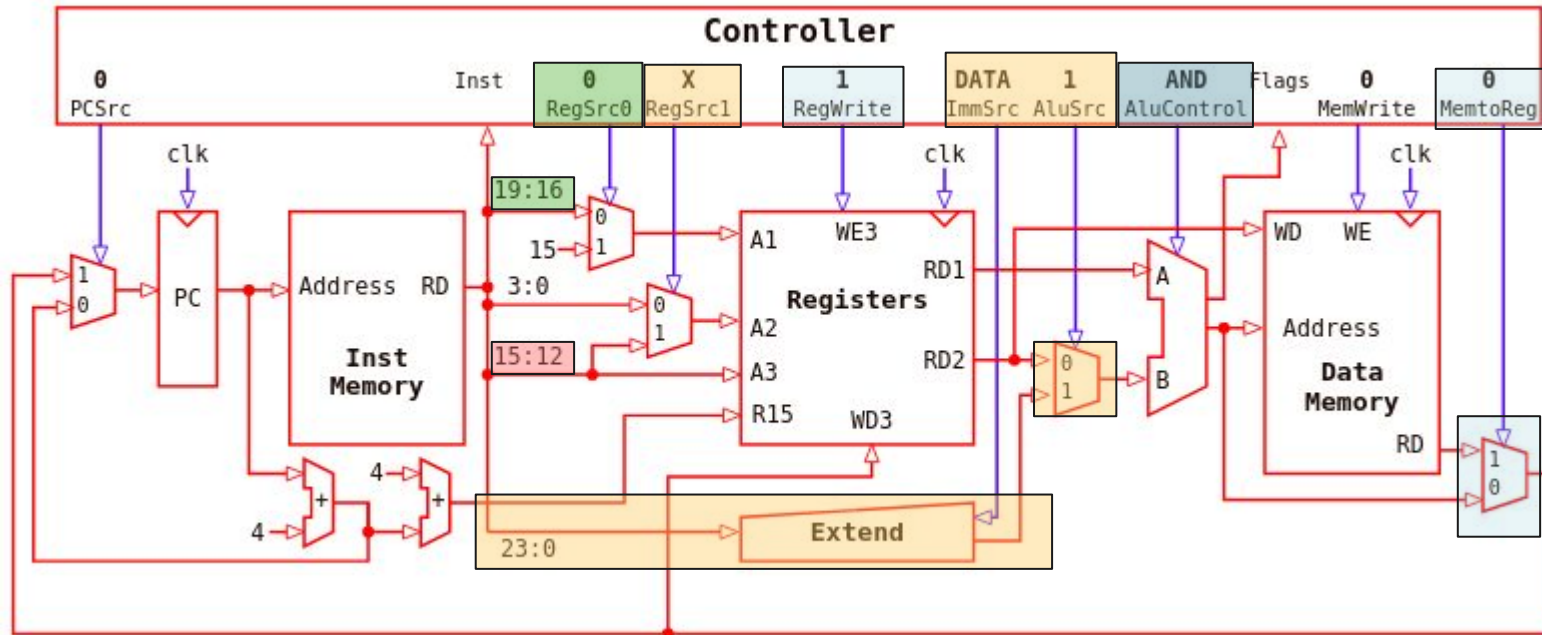 Controller
0 0 X 1 DATA 1 AND 0 0
PCSrc Inst RegSrc0 RegSrc1 RegWrite ImmSrc AluSrc AluControl Flags MemWrite MemtoReg
clk clk clk
19:16
0
15 1
A1 WE3 WD WE
1 PC Address RD 3:0 RD1 A
0
Registers
0
1
A2 Address
Inst
Memory
15:12 A3 RD2 0 B Data
Memory
1
R15 WD3 RD
4 + 4 + 1
0
4 Extend
23:0